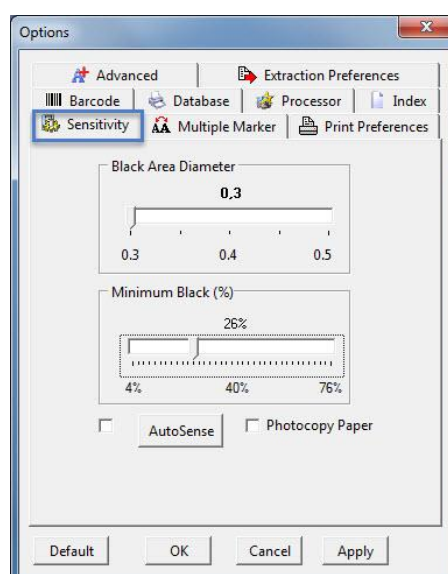 Options
Advanced Extraction Preferences
Barcode Database Processor Index
Sensitivity Multiple Marker Print Preferences
Black Area Diameter
0,3
0.3 0.4 0.5
Minimum Black (%)
26%
4% 40% 76%
AutoSense Photocopy Paper
Default OK Cancel Apply